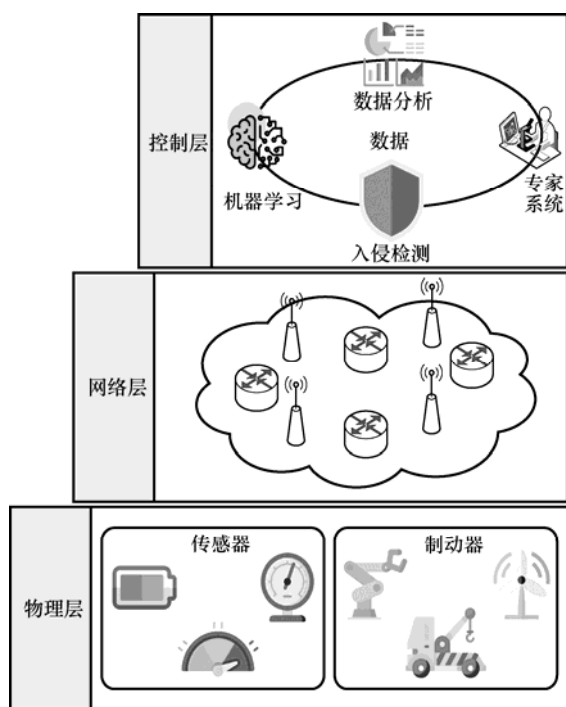 控制层
数据分析
数据
机器学习
专家
系统
入侵检测
网络层
物理层
传感器
制动器